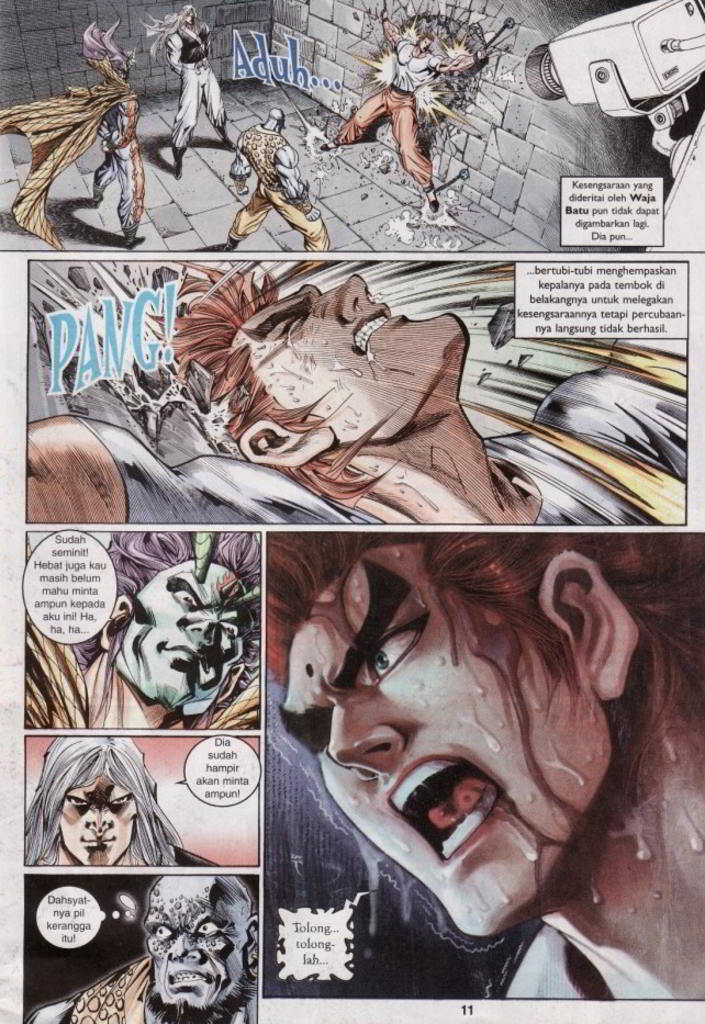 Aduh...
Kesengsaraan yang
dideritai oleh Waja
Batu pun tidak dapat
digambarkan lagi.
Dia pun...
...bertubi-tubi menghempaskan
kepalanya pada tembok di
belakangnya untuk melegakan
kesengsaraannya tetapi percubaan-
nya langsung tidak berhasil.
PANG!
Sudah
seminit!
Hebat juga kau
masih belum
mahu minta
ampun kepada
aku ini! Ha,
ha, ha...
Dia
sudah
hampir
akan minta
ampun!
Dahsyat-
nya pil
kerangga
itu!
Tolong...
tolong-
lah...
11